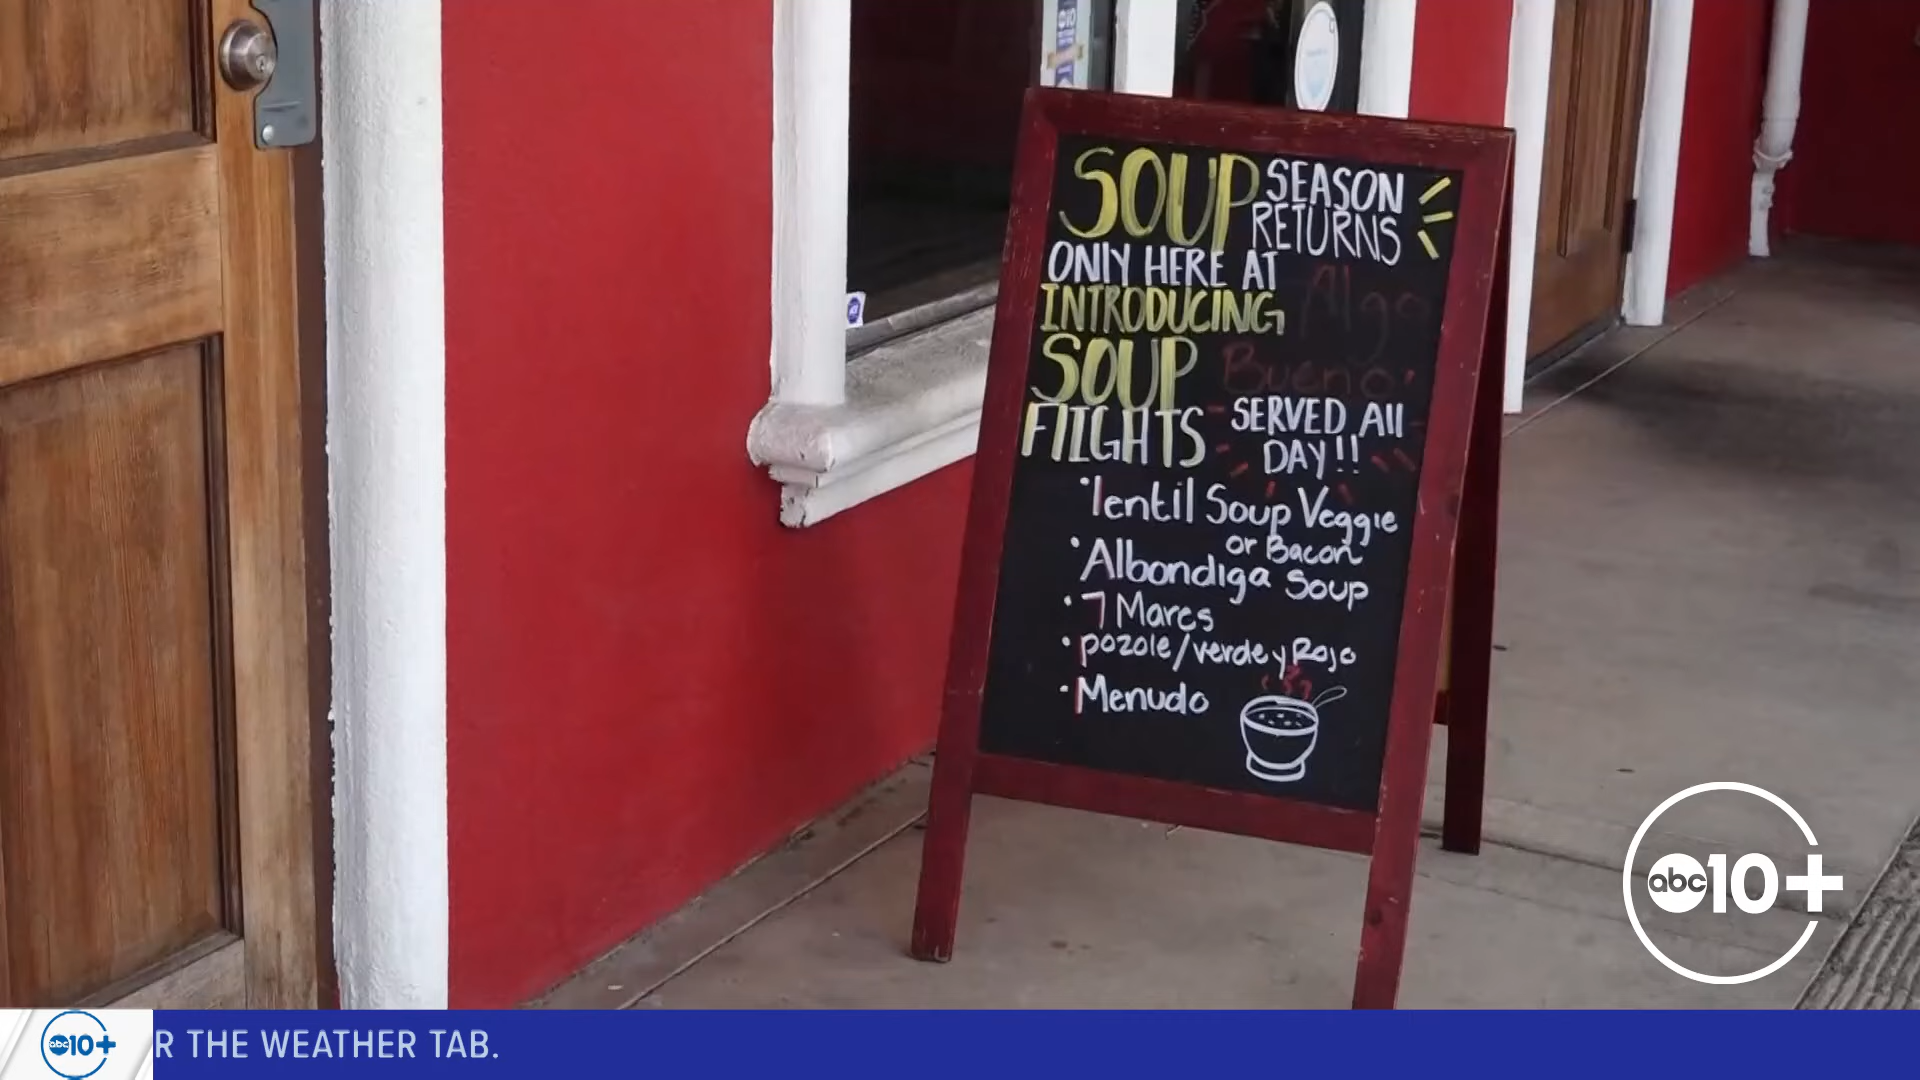 SOUP SEASON
RETURNS
ONLY HERE AT
Algo
INTRODUCING,
SOUP
Bueno
FLIGHTS
SERVED All
DAY!!
• lentil Soup Veggie
or Bacon
• Albondiga Soup
• 7 Mares
• pozole/verde y Rojo
• Menudo
abc10+
abc10+
R THE WEATHER TAB.